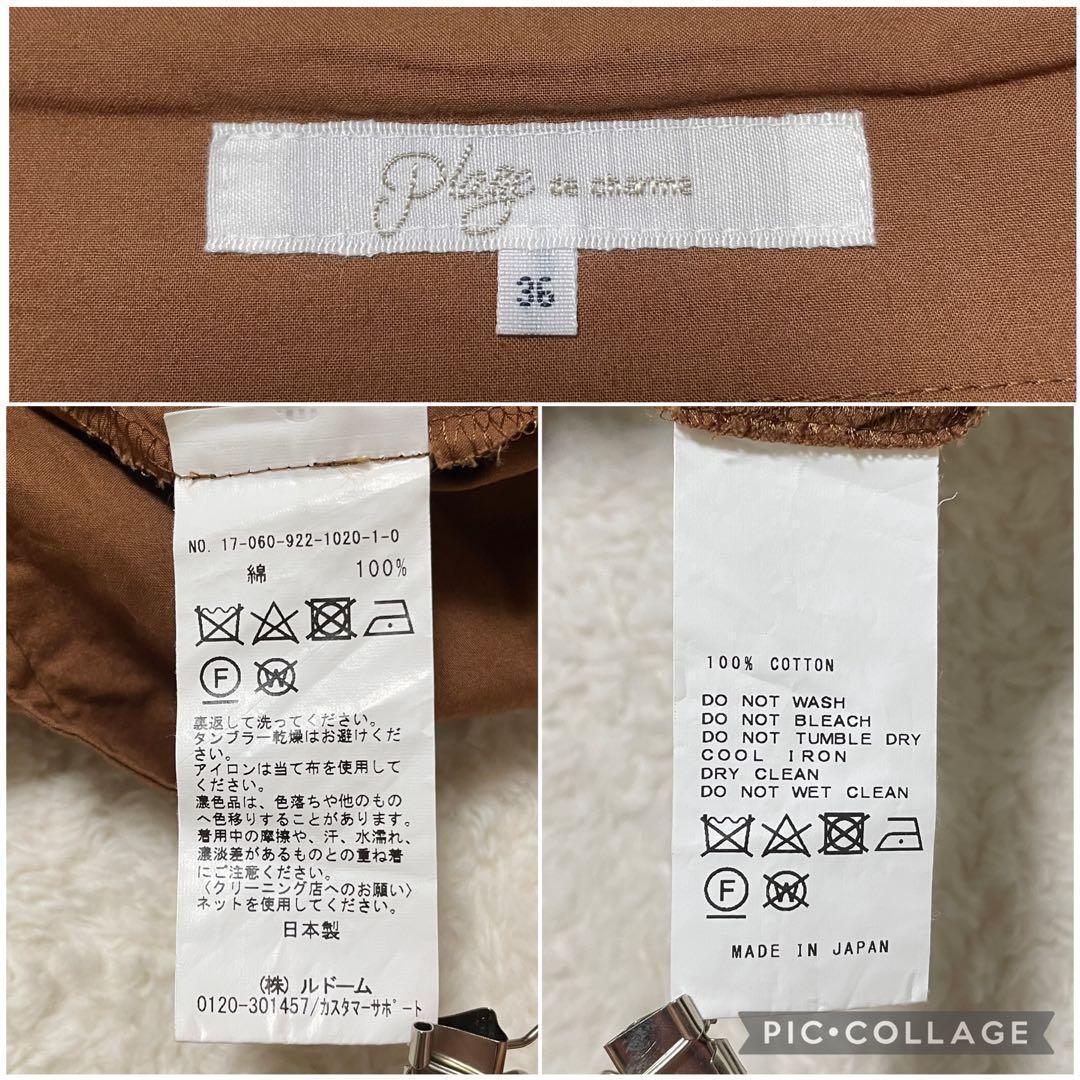 Plage de charme
36
NO. 17-060-922-1020-1-0
綿 100%
F W
裏返して洗ってください。
タンブラー乾燥はお避けくだ
さい。
アイロンは当て布を使用して
ください。
濃色品は、色落ちや他のもの
へ色移りすることがあります。
着用中の摩擦や、汗、水濡れ、
濃淡差があるものとの重ね着
にご注意ください。
〈クリーニング店へのお願い〉
ネットを使用してください。
日本製
(株) ルドーム
0120-301457/カスタマーサポート
100% COTTON
DO NOT WASH
DO NOT BLEACH
DO NOT TUMBLE DRY
COOL IRON
DRY CLEAN
DO NOT WET CLEAN
F W
MADE IN JAPAN
PIC•COLLAGE